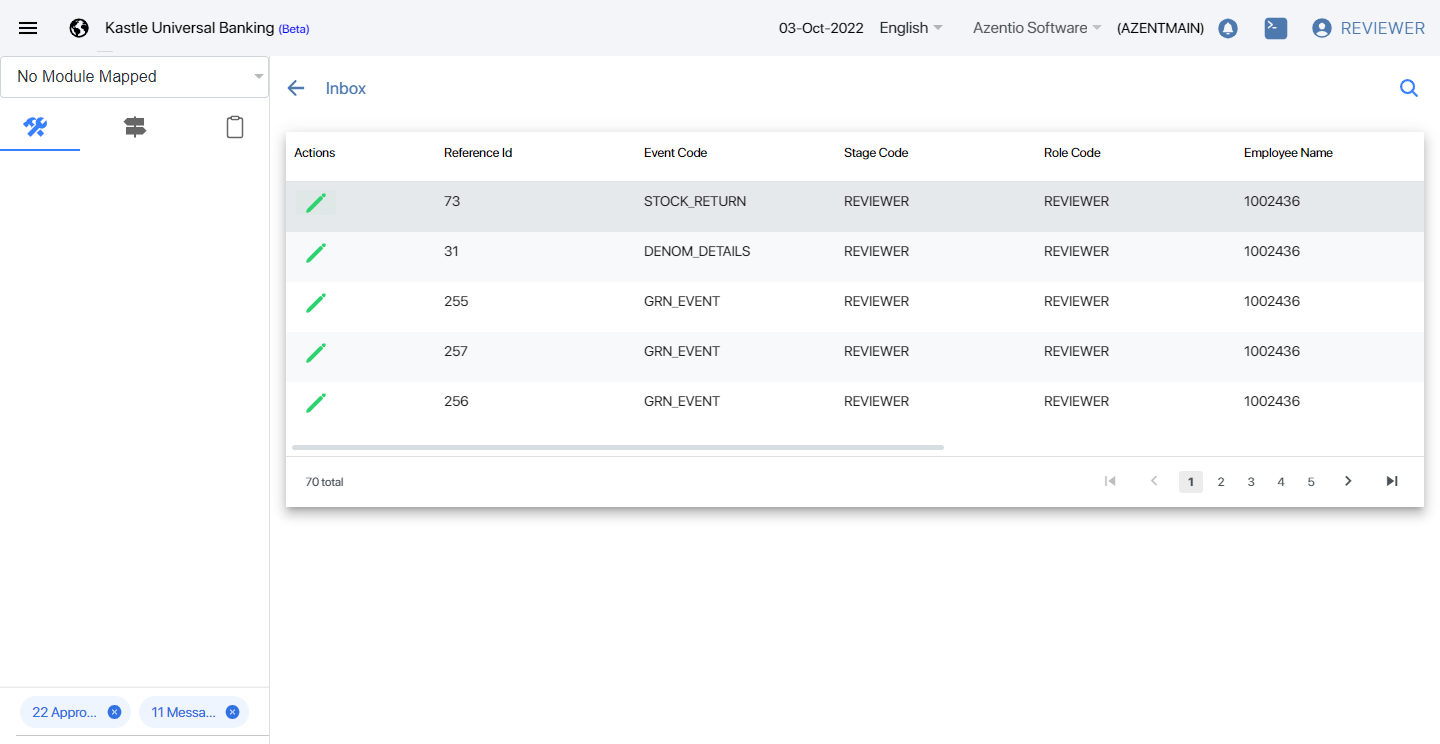 Kastle Universal Banking (Beta) 03-Oct-2022 English Azentio Software (AZENTMAIN) REVIEWER
No Module Mapped
Inbox
Actions Reference Id Event Code Stage Code Role Code Employee Name
73 STOCK_RETURN REVIEWER REVIEWER 1002436
31 DENOM_DETAILS REVIEWER REVIEWER 1002436
255 GRN_EVENT REVIEWER REVIEWER 1002436
257 GRN_EVENT REVIEWER REVIEWER 1002436
256 GRN_EVENT REVIEWER REVIEWER 1002436
70 total 1 2 3 4 5
22 Appro... 11 Messa...